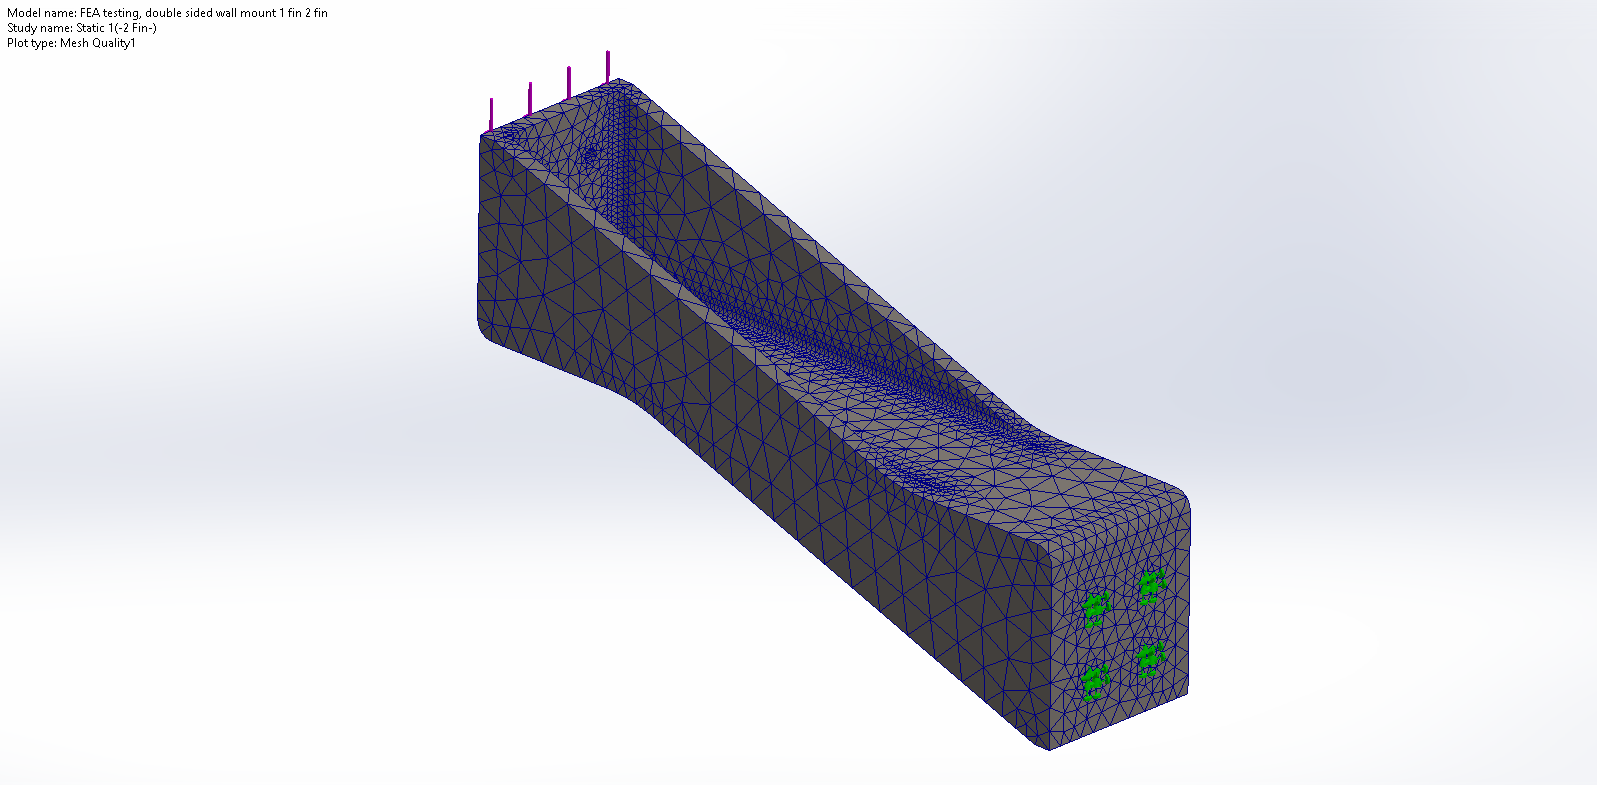 Model name: FEA testing, double sided wall mount 1 fin 2 fin
Study name: Static 1(-2 Fin-)
Plot type: Mesh Quality1